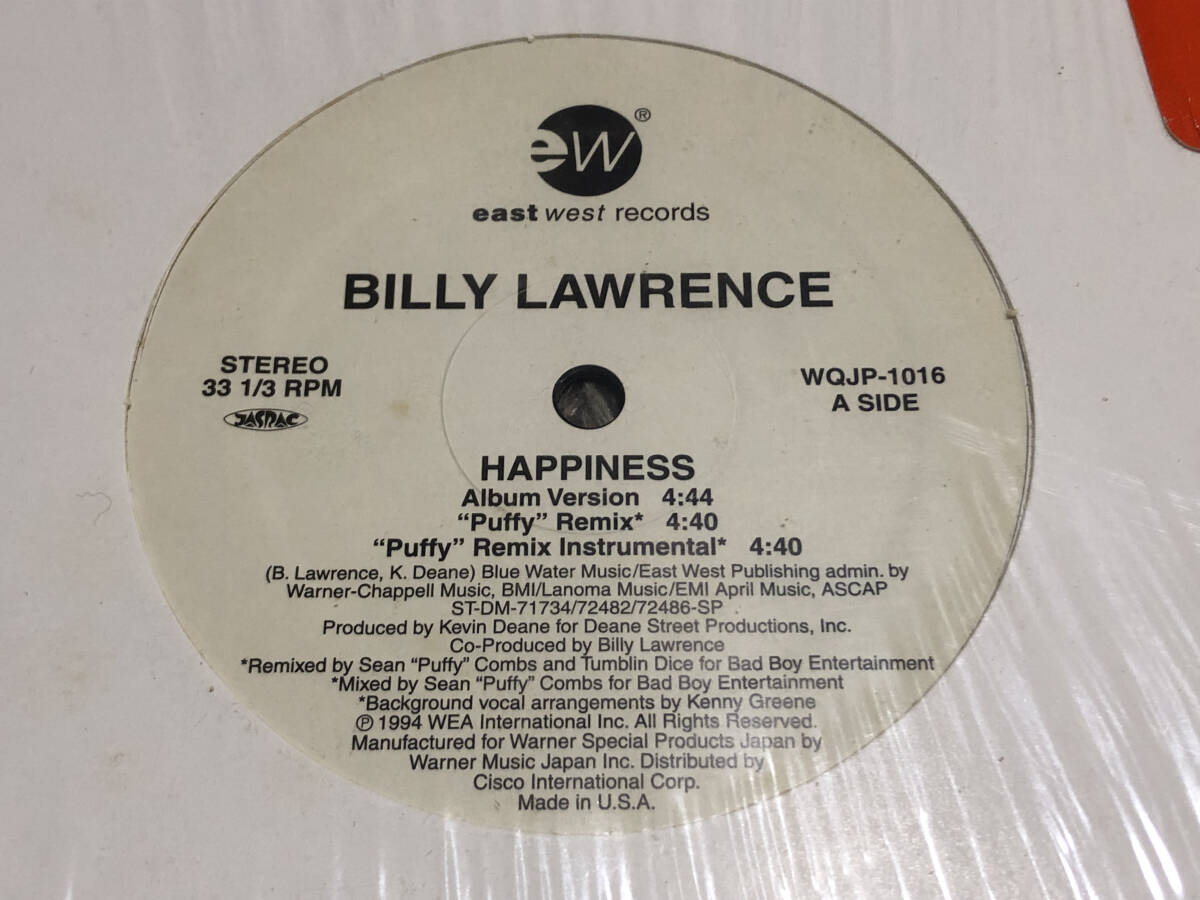 ew®
east west records
BILLY LAWRENCE
STEREO
33 1/3 RPM
JASRAC
WQJP-1016
A SIDE
HAPPINESS
Album Version 4:44
“Puffy” Remix* 4:40
“Puffy” Remix Instrumental* 4:40
(B. Lawrence, K. Deane) Blue Water Music/East West Publishing admin. by
Warner-Chappell Music, BMI/Lanoma Music/EMI April Music, ASCAP
ST-DM-71734/72482/72486-SP
Produced by Kevin Deane for Deane Street Productions, Inc.
Co-Produced by Billy Lawrence
*Remixed by Sean “Puffy” Combs and Tumblin Dice for Bad Boy Entertainment
*Mixed by Sean “Puffy” Combs for Bad Boy Entertainment
*Background vocal arrangements by Kenny Greene
℗ 1994 WEA International Inc. All Rights Reserved.
Manufactured for Warner Special Products Japan by
Warner Music Japan Inc. Distributed by
Cisco International Corp.
Made in U.S.A.